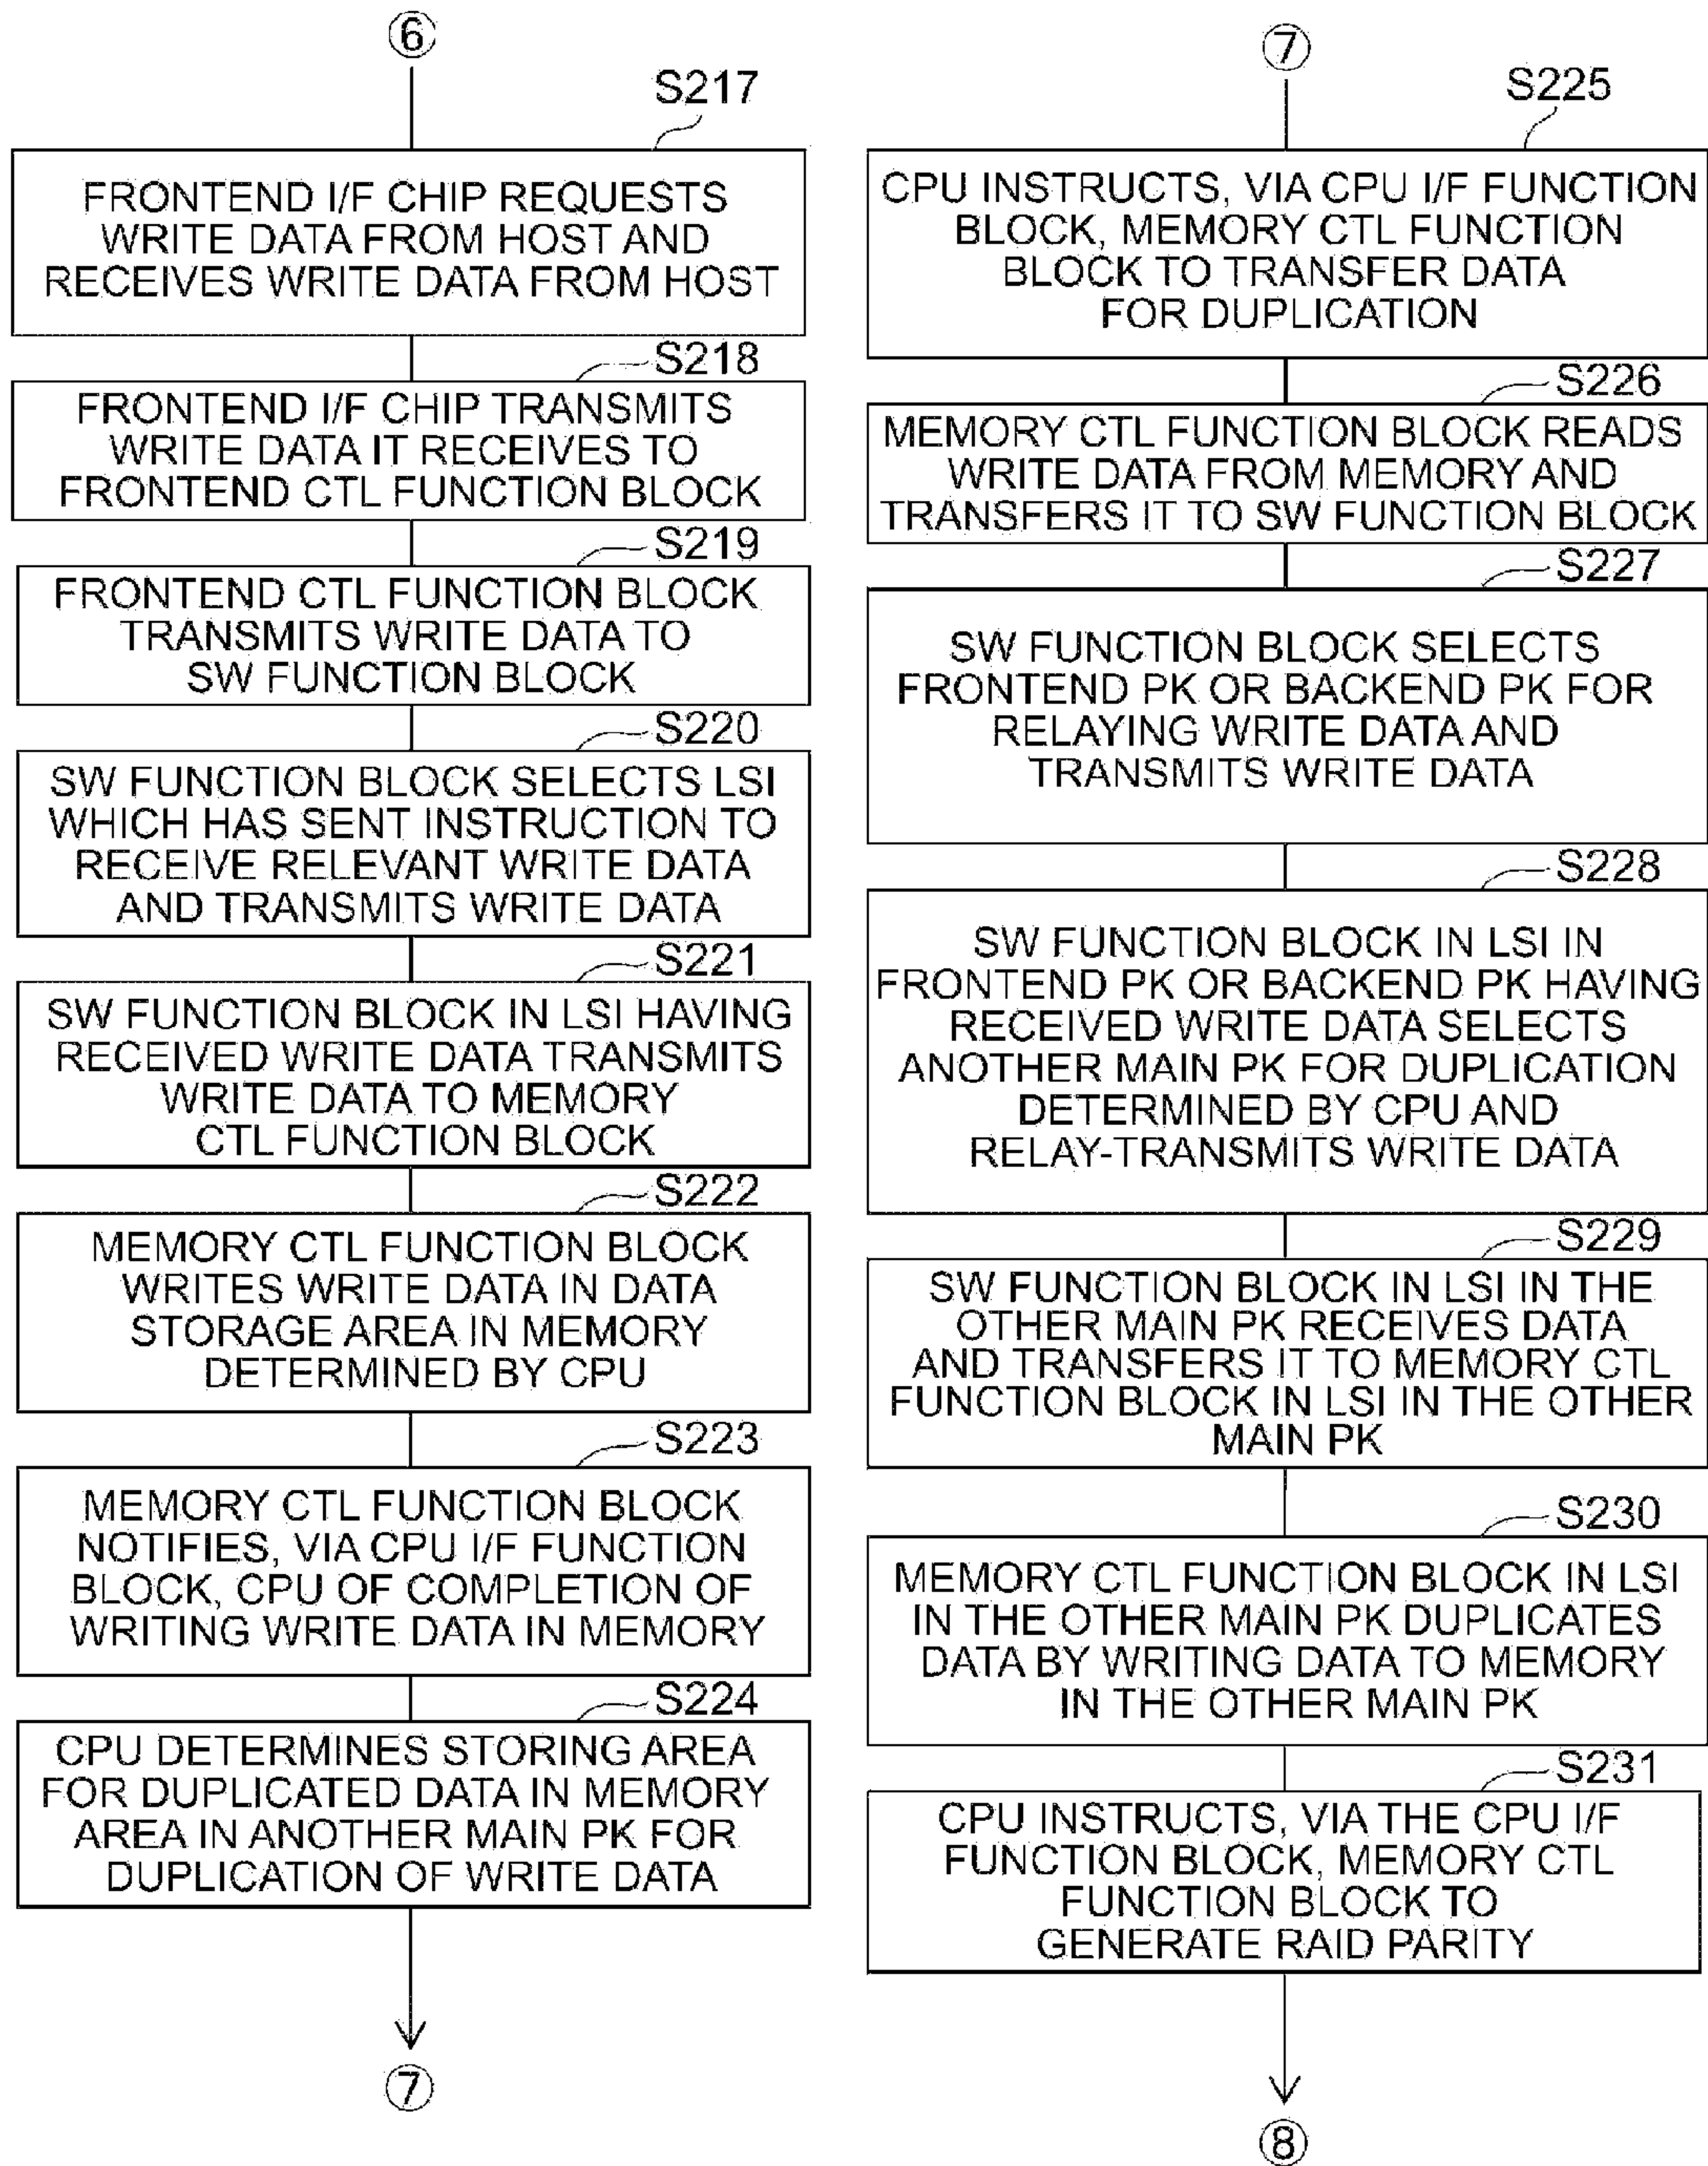 ⑥
S217
FRONTEND I/F CHIP REQUESTS
WRITE DATA FROM HOST AND
RECEIVES WRITE DATA FROM HOST
S218
FRONTEND I/F CHIP TRANSMITS
WRITE DATA IT RECEIVES TO
FRONTEND CTL FUNCTION BLOCK
S219
FRONTEND CTL FUNCTION BLOCK
TRANSMITS WRITE DATA TO
SW FUNCTION BLOCK
S220
SW FUNCTION BLOCK SELECTS LSI
WHICH HAS SENT INSTRUCTION TO
RECEIVE RELEVANT WRITE DATA
AND TRANSMITS WRITE DATA
S221
SW FUNCTION BLOCK IN LSI HAVING
RECEIVED WRITE DATA TRANSMITS
WRITE DATA TO MEMORY
CTL FUNCTION BLOCK
S222
MEMORY CTL FUNCTION BLOCK
WRITES WRITE DATA IN DATA
STORAGE AREA IN MEMORY
DETERMINED BY CPU
S223
MEMORY CTL FUNCTION BLOCK
NOTIFIES, VIA CPU I/F FUNCTION
BLOCK, CPU OF COMPLETION OF
WRITING WRITE DATA IN MEMORY
S224
CPU DETERMINES STORING AREA
FOR DUPLICATED DATA IN MEMORY
AREA IN ANOTHER MAIN PK FOR
DUPLICATION OF WRITE DATA
⑦
⑦
S225
CPU INSTRUCTS, VIA CPU I/F FUNCTION
BLOCK, MEMORY CTL FUNCTION
BLOCK TO TRANSFER DATA
FOR DUPLICATION
S226
MEMORY CTL FUNCTION BLOCK READS
WRITE DATA FROM MEMORY AND
TRANSFERS IT TO SW FUNCTION BLOCK
S227
SW FUNCTION BLOCK SELECTS
FRONTEND PK OR BACKEND PK FOR
RELAYING WRITE DATA AND
TRANSMITS WRITE DATA
S228
SW FUNCTION BLOCK IN LSI IN
FRONTEND PK OR BACKEND PK HAVING
RECEIVED WRITE DATA SELECTS
ANOTHER MAIN PK FOR DUPLICATION
DETERMINED BY CPU AND
RELAY-TRANSMITS WRITE DATA
S229
SW FUNCTION BLOCK IN LSI IN THE
OTHER MAIN PK RECEIVES DATA
AND TRANSFERS IT TO MEMORY CTL
FUNCTION BLOCK IN LSI IN THE OTHER
MAIN PK
S230
MEMORY CTL FUNCTION BLOCK IN LSI
IN THE OTHER MAIN PK DUPLICATES
DATA BY WRITING DATA TO MEMORY
IN THE OTHER MAIN PK
S231
CPU INSTRUCTS, VIA THE CPU I/F
FUNCTION BLOCK, MEMORY CTL
FUNCTION BLOCK TO
GENERATE RAID PARITY
⑧